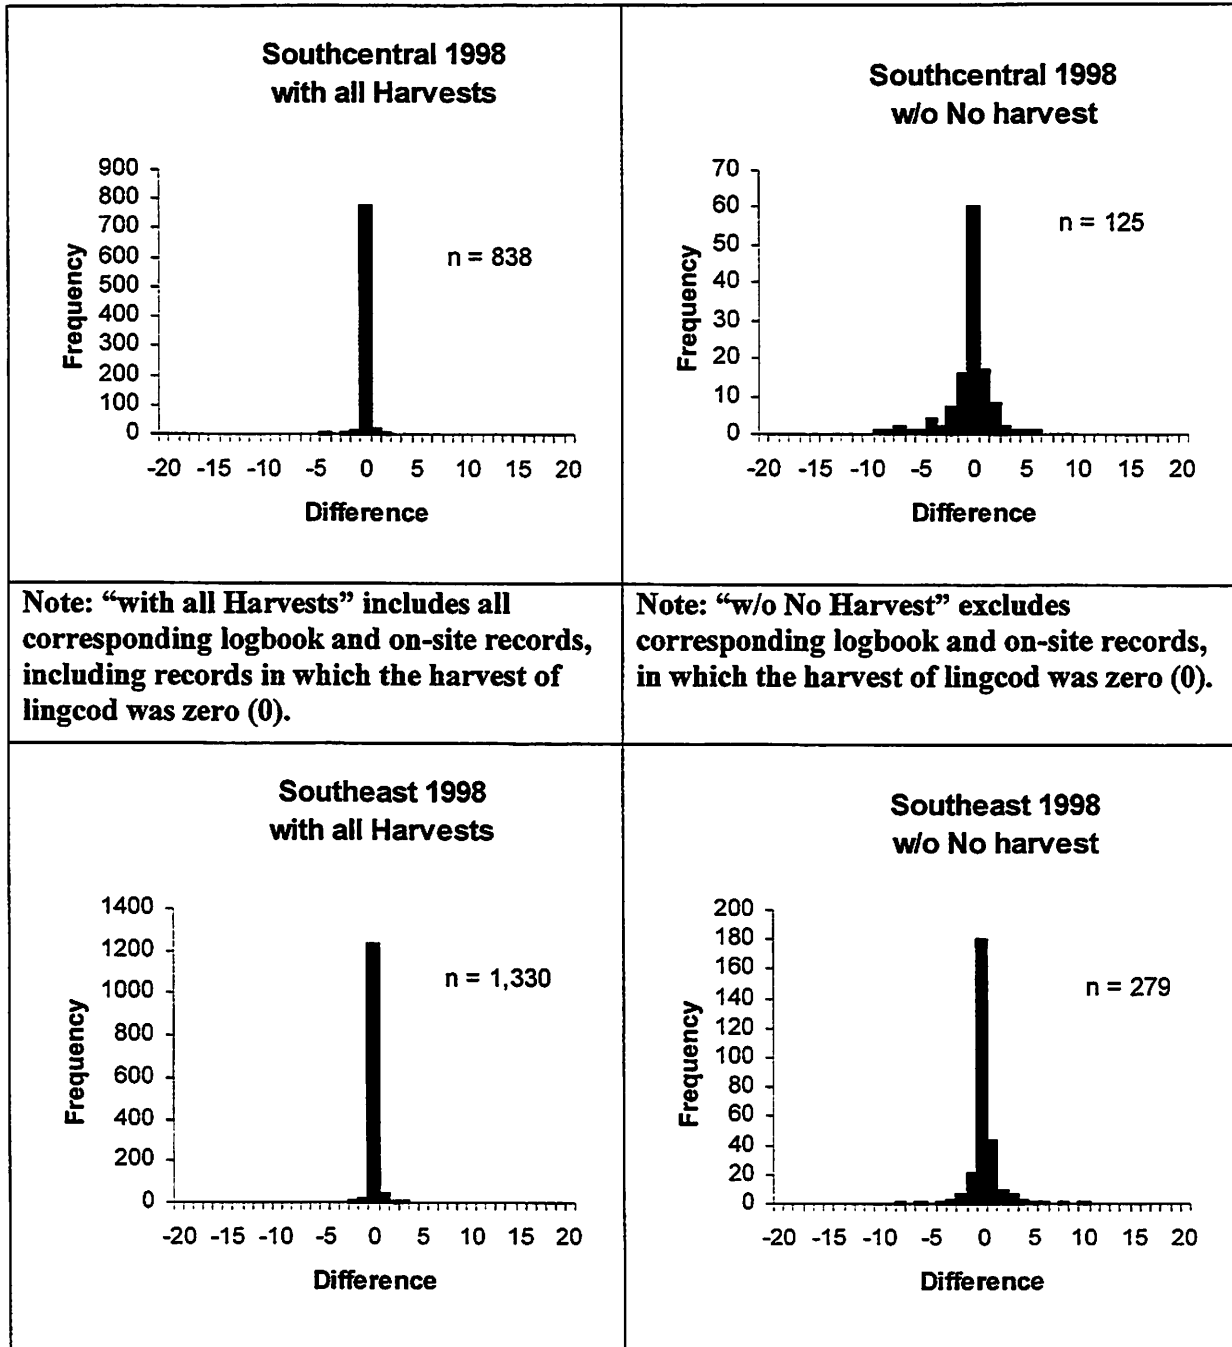 Southcentral 1998
with all Harvests
900
800
700
600
500
400
300
200
100
0
Frequency
n = 838
-20 -15 -10 -5 0 5 10 15 20
Difference
Southcentral 1998
w/o No harvest
70
60
50
40
30
20
10
0
Frequency
n = 125
-20 -15 -10 -5 0 5 10 15 20
Difference
Note: “with all Harvests” includes all
corresponding logbook and on-site records,
including records in which the harvest of
lingcod was zero (0).
Note: “w/o No Harvest” excludes
corresponding logbook and on-site records,
in which the harvest of lingcod was zero (0).
Southeast 1998
with all Harvests
1400
1200
1000
800
600
400
200
0
Frequency
n = 1,330
-20 -15 -10 -5 0 5 10 15 20
Difference
Southeast 1998
w/o No harvest
200
180
160
140
120
100
80
60
40
20
0
Frequency
n = 279
-20 -15 -10 -5 0 5 10 15 20
Difference